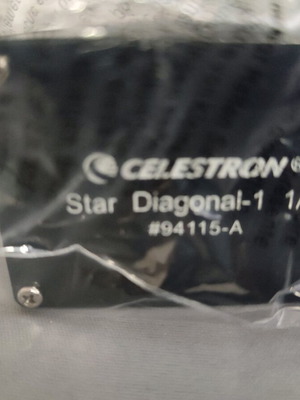 CELESTRON®
Star Diagonal-1 1/
#94115-A